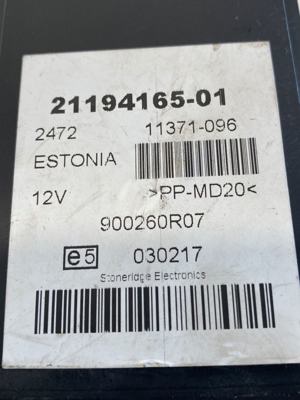 21194165-01
2472 11371-096
ESTONIA
12V >PP-MD20<
900260R07
e5 030217
Stoneridge Electronics